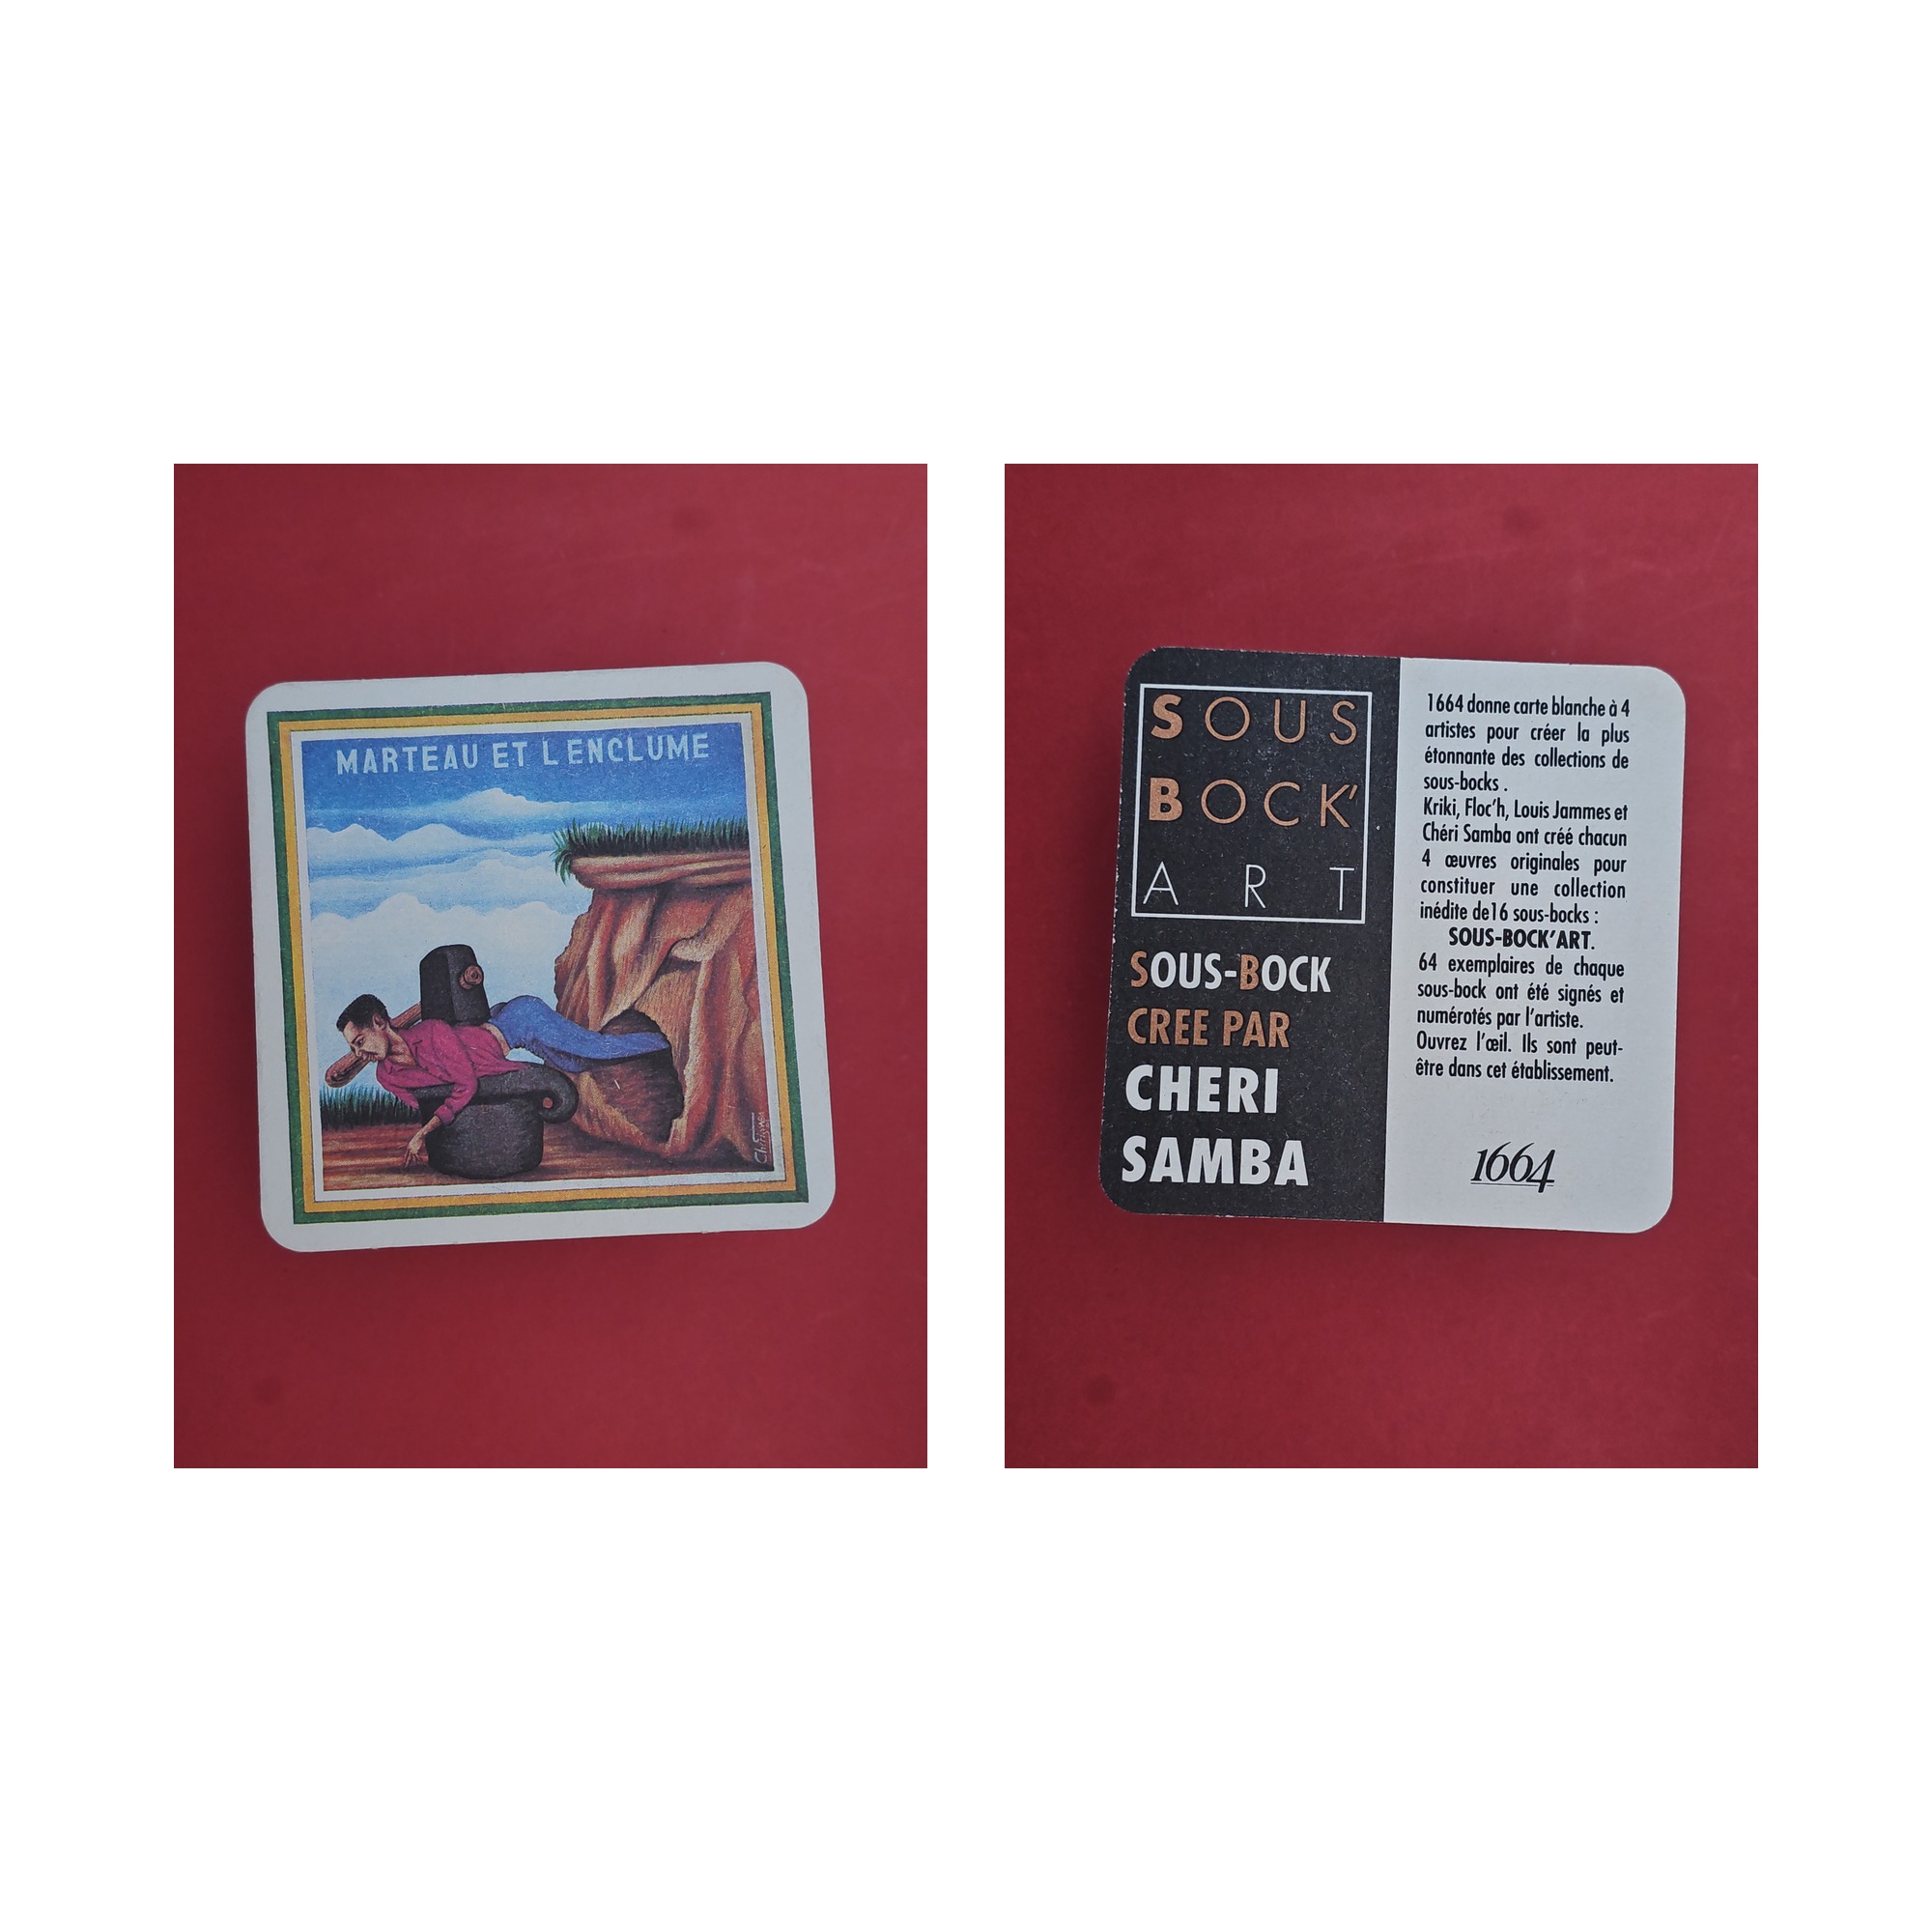 MARTEAU ET L ENCLUME
SOUS
BOCK'
ART
SOUS-BOCK
CREE PAR
CHERI
SAMBA
1664 donne carte blanche à 4
artistes pour créer la plus
étonnante des collections de
sous-bocks .
Kriki, Floc'h, Louis Jammes et
Chéri Samba ont créé chacun
4 œuvres originales pour
constituer une collection
inédite de16 sous-bocks :
SOUS-BOCK'ART.
64 exemplaires de chaque
sous-bock ont été signés et
numérotés par l'artiste.
Ouvrez l'œil. Ils sont peut-
être dans cet établissement.
1664